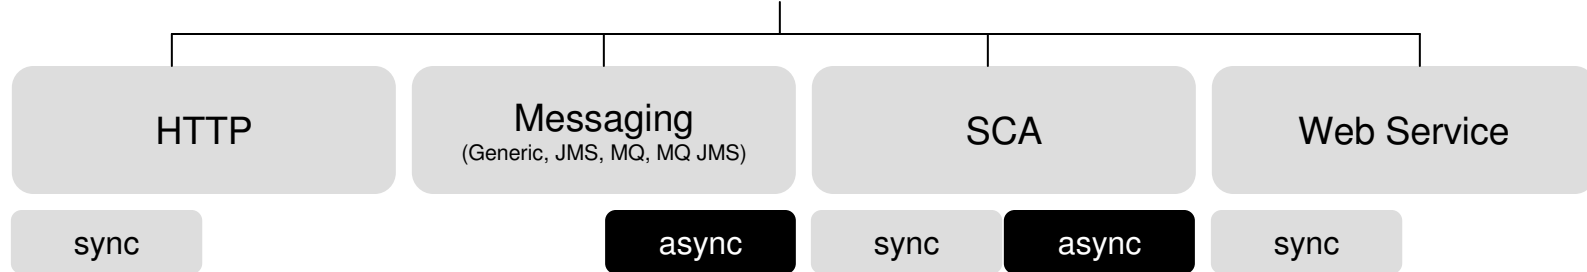 HTTP
Messaging
(Generic, JMS, MQ, MQ JMS)
SCA
Web Service
sync
async
sync
async
sync